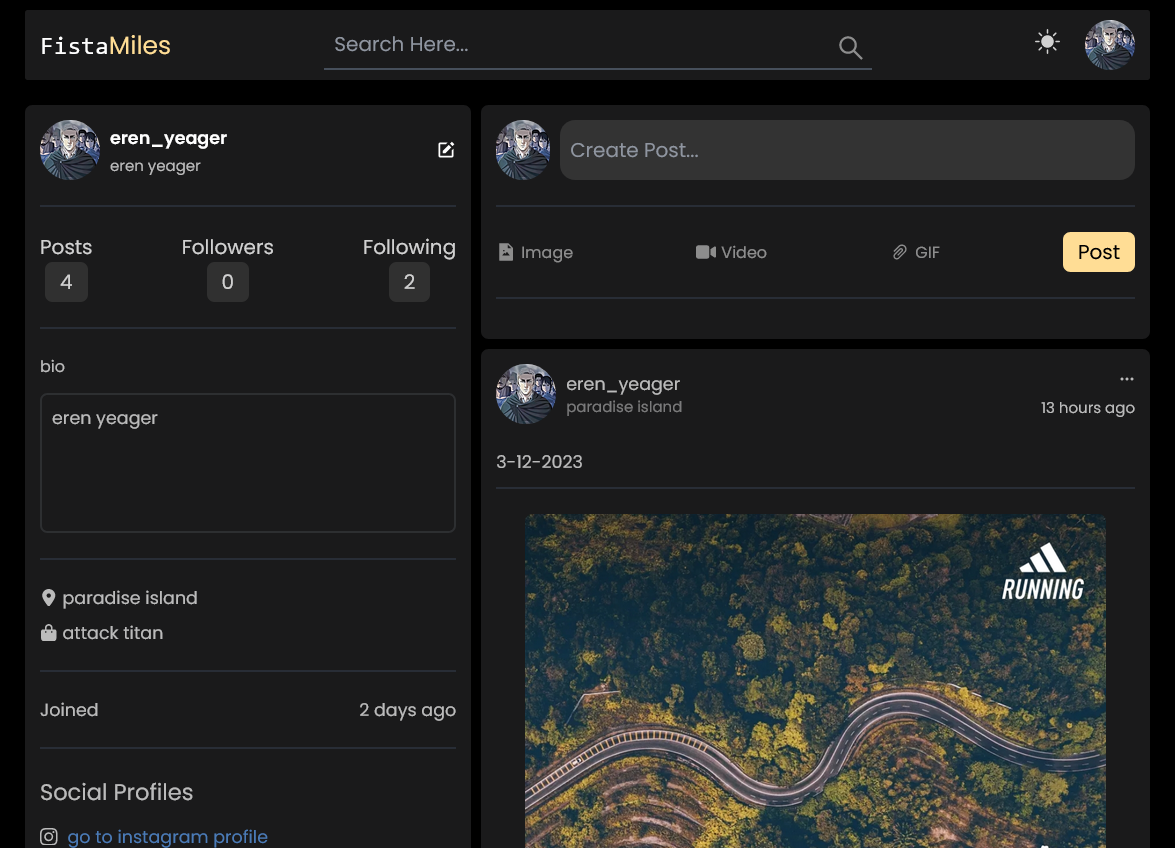 FistaMiles
Search Here...
eren_yeager
eren yeager
Posts
Followers
Following
4
0
2
bio
eren yeager
paradise island
attack titan
Joined
2 days ago
Social Profiles
go to instagram profile
Create Post...
Image
Video
GIF
Post
eren_yeager
paradise island
13 hours ago
3-12-2023
RUNNING